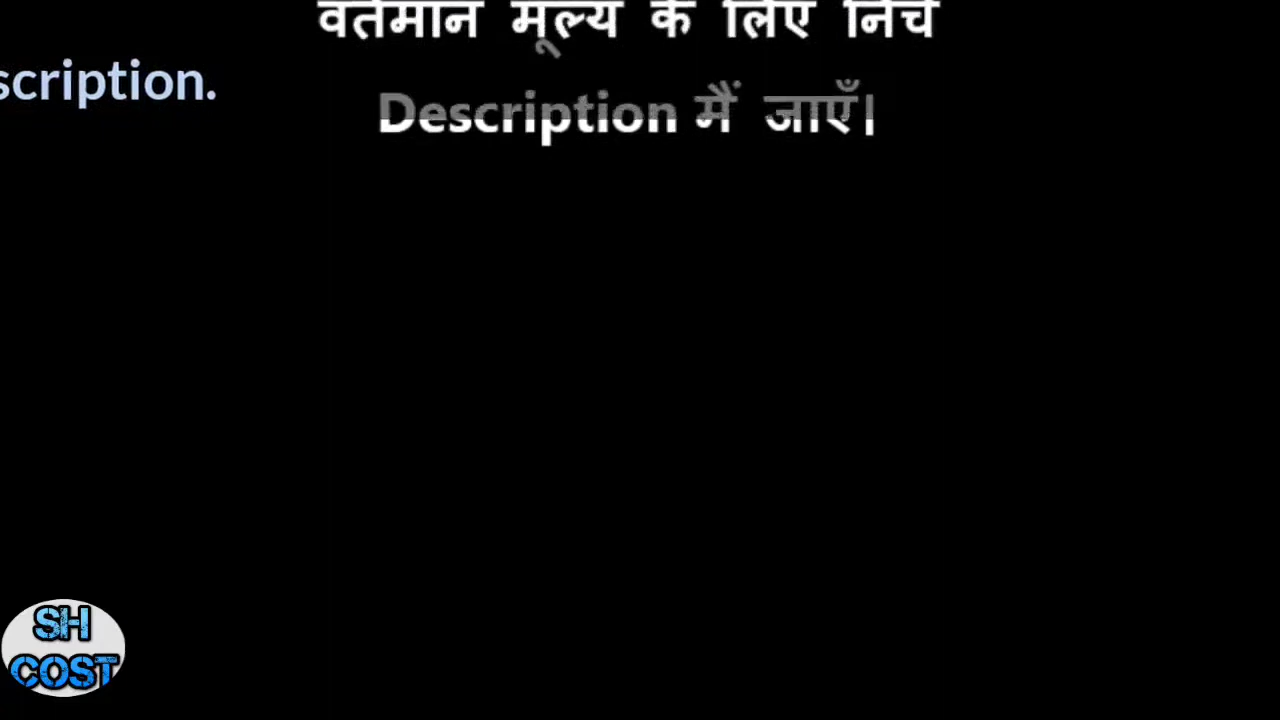 वर्तमान मूल्य के लिए निचे
scription.
Description मैं जाएँ।
SH
COST